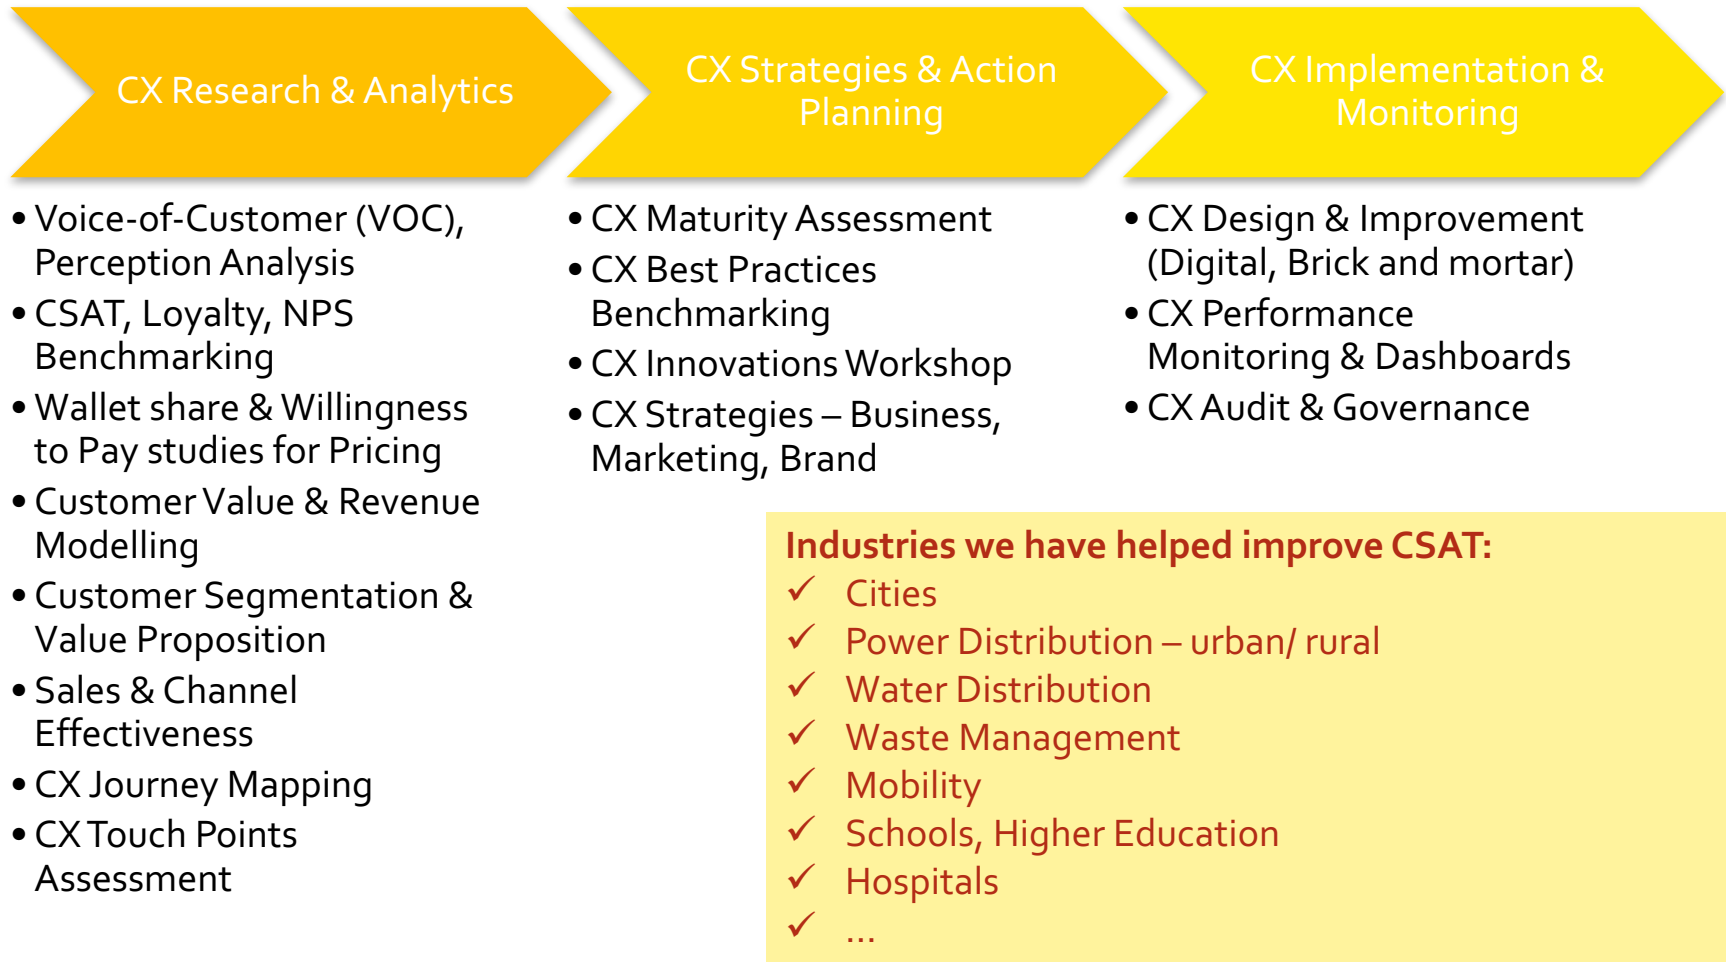 CX Research & Analytics
CX Strategies & Action
Planning
CX Implementation &
Monitoring
• Voice-of-Customer (VOC),
Perception Analysis
• CSAT, Loyalty, NPS
Benchmarking
• Wallet share & Willingness
to Pay studies for Pricing
• Customer Value & Revenue
Modelling
• Customer Segmentation &
Value Proposition
• Sales & Channel
Effectiveness
• CX Journey Mapping
• CX Touch Points
Assessment
• CX Maturity Assessment
• CX Best Practices
Benchmarking
• CX Innovations Workshop
• CX Strategies – Business,
Marketing, Brand
• CX Design & Improvement
(Digital, Brick and mortar)
• CX Performance
Monitoring & Dashboards
• CX Audit & Governance
Industries we have helped improve CSAT:
✓ Cities
✓ Power Distribution – urban/ rural
✓ Water Distribution
✓ Waste Management
✓ Mobility
✓ Schools, Higher Education
✓ Hospitals
✓ ...